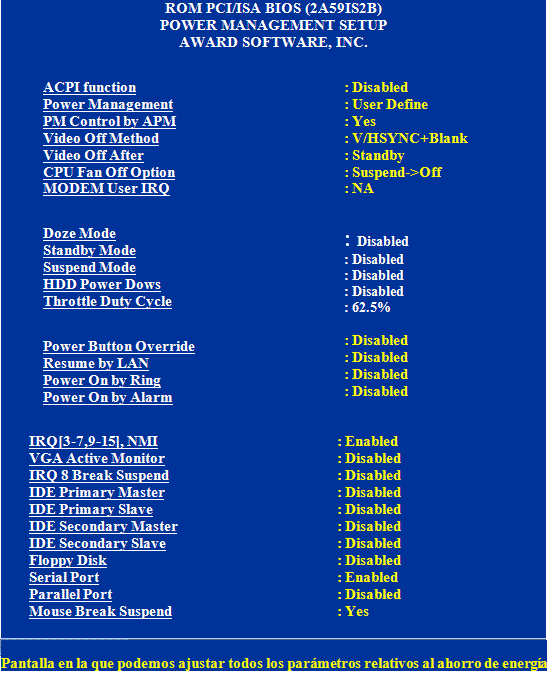 ROM PCI/ISA BIOS (2A59IS2B)
POWER MANAGEMENT SETUP
AWARD SOFTWARE, INC.
ACPI function : Disabled
Power Management : User Define
PM Control by APM : Yes
Video Off Method : V/HSYNC+Blank
Video Off After : Standby
CPU Fan Off Option : Suspend->Off
MODEM User IRQ : NA
Doze Mode : Disabled
Standby Mode : Disabled
Suspend Mode : Disabled
HDD Power Dows : Disabled
Throttle Duty Cycle : 62.5%
Power Button Override : Disabled
Resume by LAN : Disabled
Power On by Ring : Disabled
Power On by Alarm : Disabled
IRQ[3-7,9-15], NMI : Enabled
VGA Active Monitor : Disabled
IRQ 8 Break Suspend : Disabled
IDE Primary Master : Disabled
IDE Primary Slave : Disabled
IDE Secondary Master : Disabled
IDE Secondary Slave : Disabled
Floppy Disk : Disabled
Serial Port : Enabled
Parallel Port : Disabled
Mouse Break Suspend : Yes
Pantalla en la que podemos ajustar todos los parámetros relativos al ahorro de energía